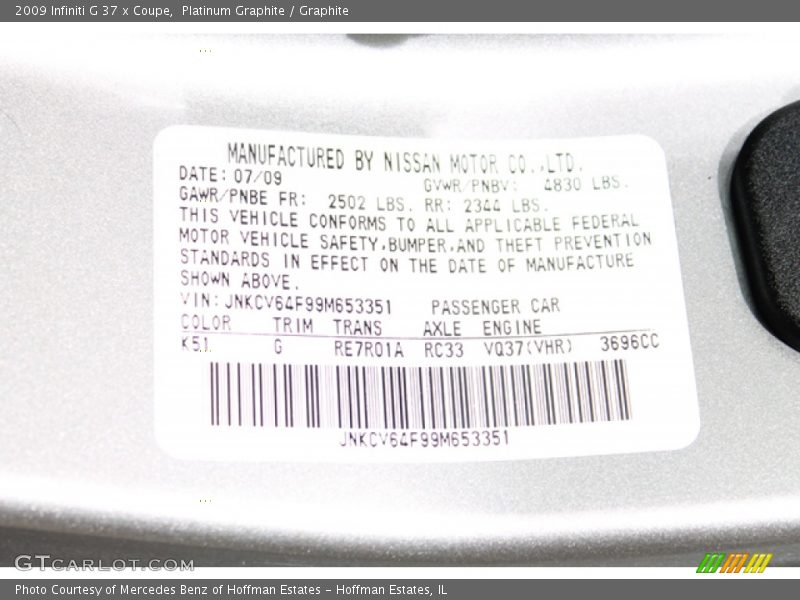 2009 Infiniti G 37 x Coupe, Platinum Graphite / Graphite
MANUFACTURED BY NISSAN MOTOR CO.,LTD.
DATE: 07/09 GVWR/PNBV: 4830 LBS.
GAWR/PNBE FR: 2502 LBS. RR: 2344 LBS.
THIS VEHICLE CONFORMS TO ALL APPLICABLE FEDERAL
MOTOR VEHICLE SAFETY,BUMPER,AND THEFT PREVENTION
STANDARDS IN EFFECT ON THE DATE OF MANUFACTURE
SHOWN ABOVE.
VIN: JNKCV64F99M653351 PASSENGER CAR
COLOR TRIM TRANS AXLE ENGINE
K51 G RE7R01A RC33 VQ37(VHR) 3696CC
JNKCV64F99M653351
GTCARLOT.COM
Photo Courtesy of Mercedes Benz of Hoffman Estates - Hoffman Estates, IL